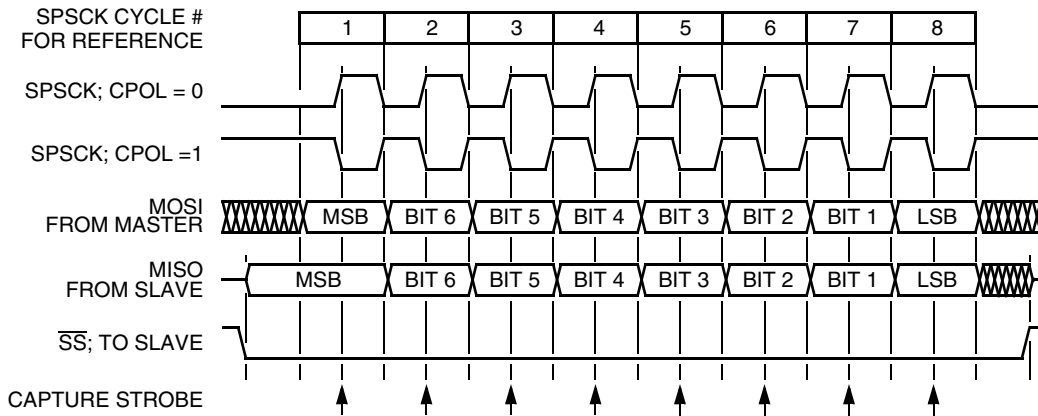 SPSCK CYCLE #
FOR REFERENCE
1 2 3 4 5 6 7 8
SPSCK; CPOL = 0
SPSCK; CPOL =1
MOSI
FROM MASTER
MSB BIT 6 BIT 5 BIT 4 BIT 3 BIT 2 BIT 1 LSB
MISO
FROM SLAVE
MSB BIT 6 BIT 5 BIT 4 BIT 3 BIT 2 BIT 1 LSB
S̅S̅; TO SLAVE
CAPTURE STROBE